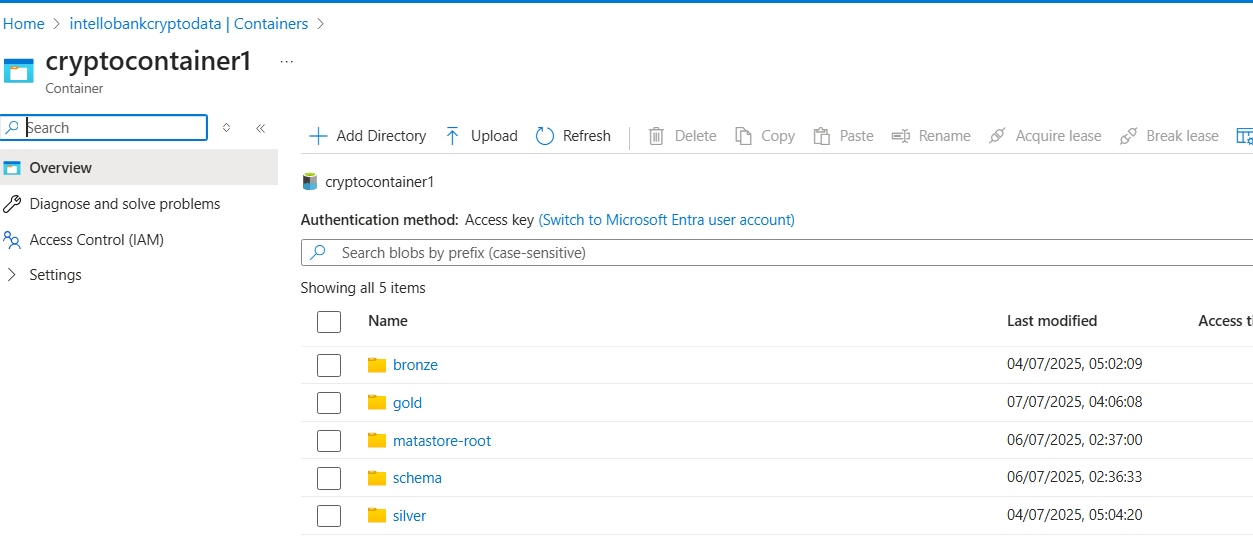 Home > intellobankcryptodata | Containers >
cryptocontainer1 ...
Container
Search
Add Directory Upload Refresh Delete Copy Paste Rename Acquire lease Break lease
Overview
Diagnose and solve problems
Access Control (IAM)
Settings
cryptocontainer1
Authentication method: Access key (Switch to Microsoft Entra user account)
Search blobs by prefix (case-sensitive)
Showing all 5 items
Name Last modified Access ti
bronze 04/07/2025, 05:02:09
gold 07/07/2025, 04:06:08
matastore-root 06/07/2025, 02:37:00
schema 06/07/2025, 02:36:33
silver 04/07/2025, 05:04:20